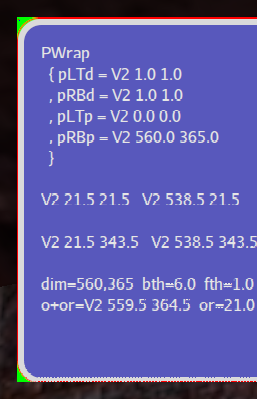 PWrap
{ pLTd = V2 1.0 1.0
, pRBd = V2 1.0 1.0
, pLTp = V2 0.0 0.0
, pRBp = V2 560.0 365.0
}
V2 21.5 21.5 V2 538.5 21.5
V2 21.5 343.5 V2 538.5 343.5
dim=560,365 bth=6.0 fth=1.0
o+or=V2 559.5 364.5 or=21.0